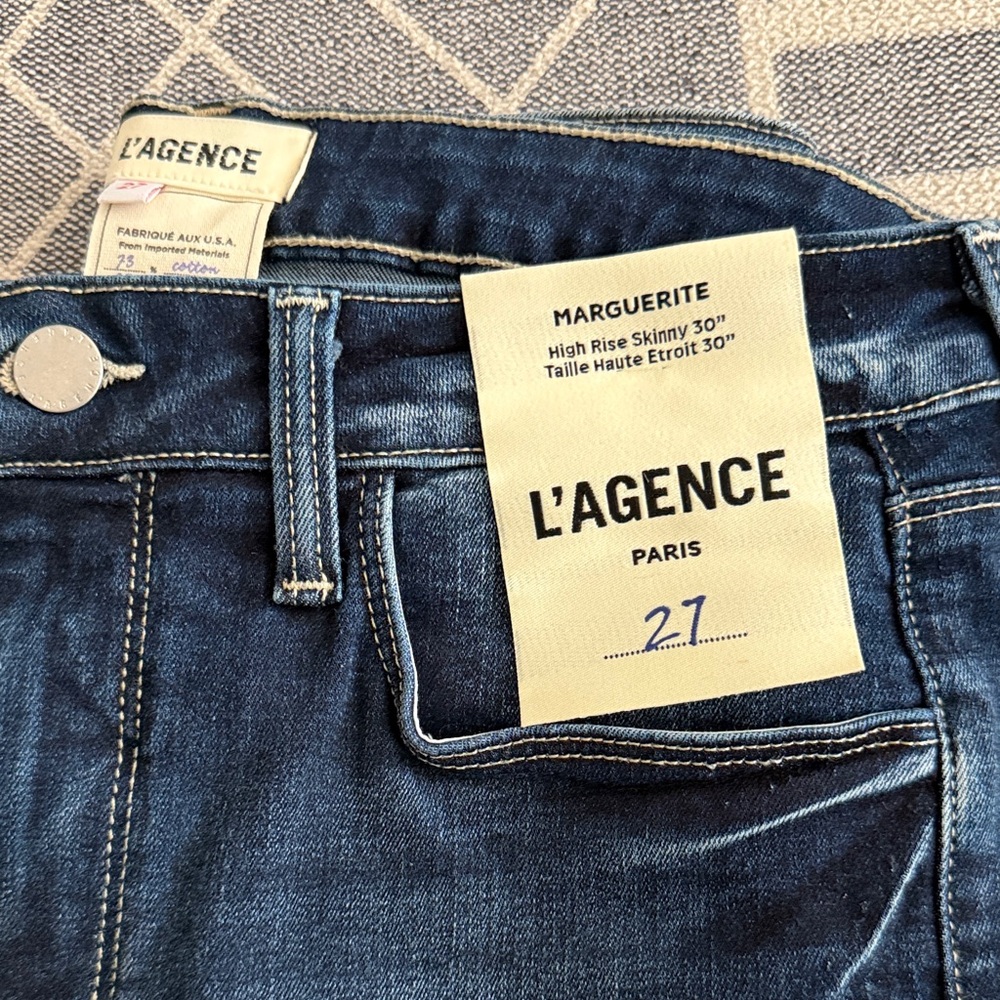 L'AGENCE
27
FABRIQUÉ AUX U.S.A.
From Imported Materials
73 % cotton
MARGUERITE
High Rise Skinny 30"
Taille Haute Etroit 30"
L'AGENCE
PARIS
27